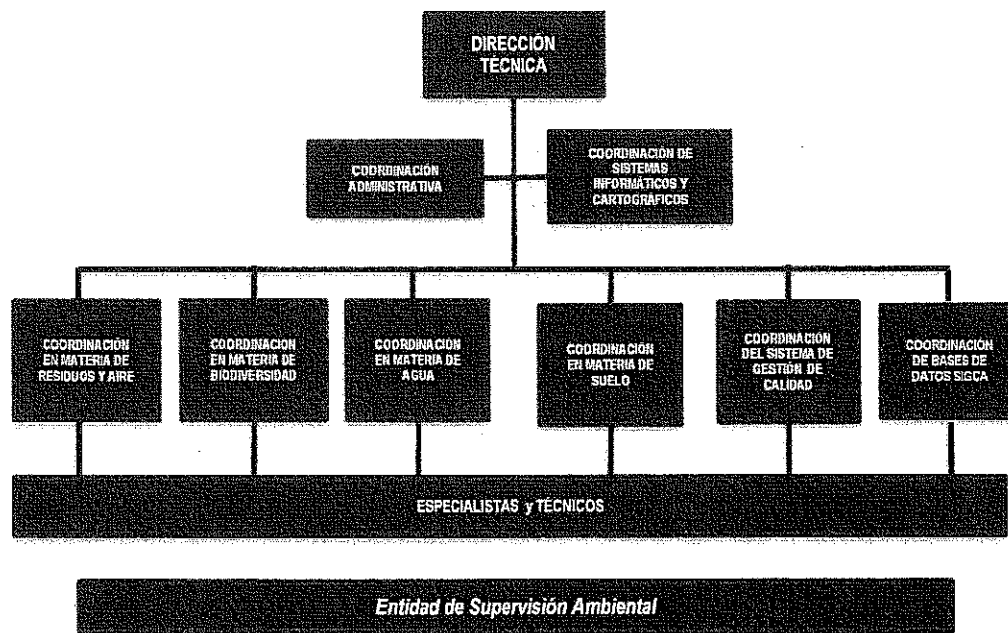 DIRECCIÓN
TÉCNICA
COORDINACIÓN
ADMINISTRATIVA
COORDINACIÓN DE
SISTEMAS
INFORMÁTICOS Y
CARTOGRÁFICOS
COORDINACIÓN
EN MATERIA DE
RESIDUOS Y AIRE
COORDINACIÓN
EN MATERIA DE
BIODIVERSIDAD
COORDINACIÓN
EN MATERIA DE
AGUA
COORDINACIÓN
EN MATERIA DE
SUELO
COORDINACIÓN
DEL SISTEMA DE
GESTIÓN DE
CALIDAD
COORDINACIÓN
DE BASES DE
DATOS SIGCA
ESPECIALISTAS y TÉCNICOS
Entidad de Supervisión Ambiental